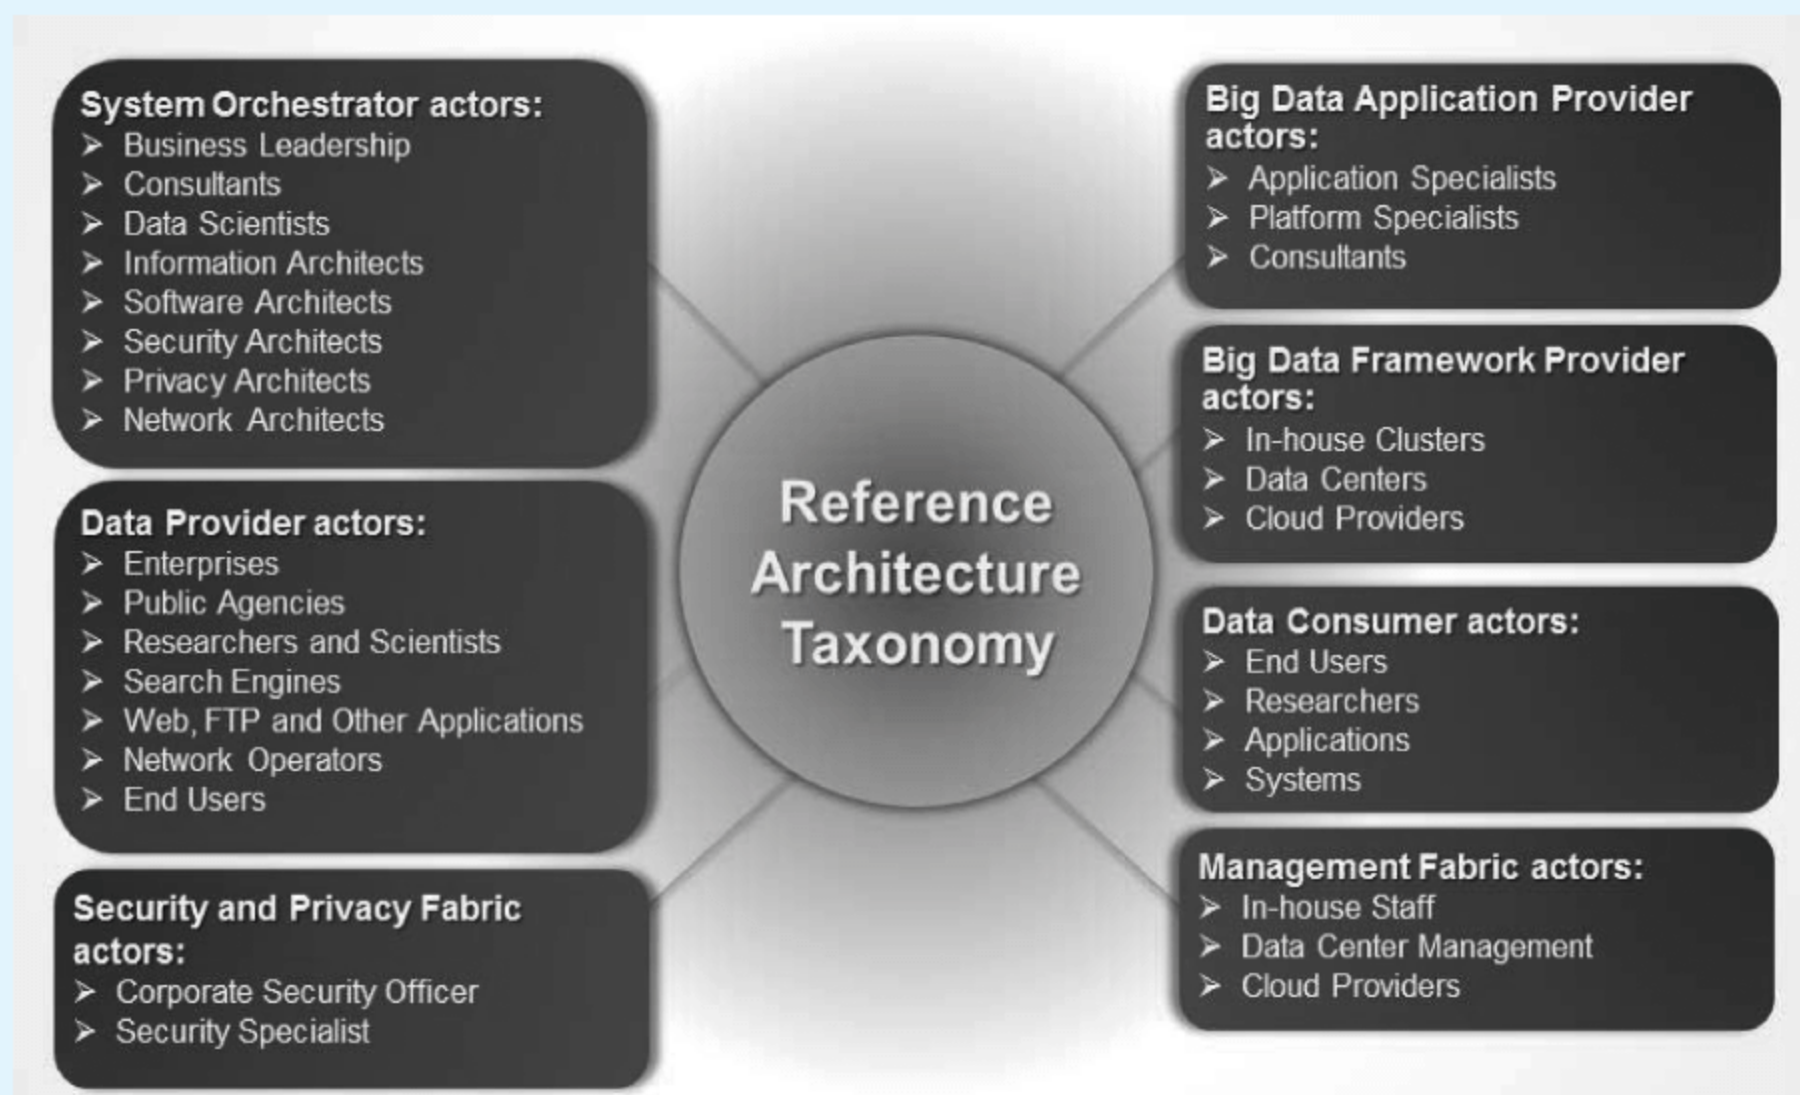 System Orchestrator actors:
➢ Business Leadership
➢ Consultants
➢ Data Scientists
➢ Information Architects
➢ Software Architects
➢ Security Architects
➢ Privacy Architects
➢ Network Architects
Data Provider actors:
➢ Enterprises
➢ Public Agencies
➢ Researchers and Scientists
➢ Search Engines
➢ Web, FTP and Other Applications
➢ Network Operators
➢ End Users
Security and Privacy Fabric
actors:
➢ Corporate Security Officer
➢ Security Specialist
Reference
Architecture
Taxonomy
Big Data Application Provider
actors:
➢ Application Specialists
➢ Platform Specialists
➢ Consultants
Big Data Framework Provider
actors:
➢ In-house Clusters
➢ Data Centers
➢ Cloud Providers
Data Consumer actors:
➢ End Users
➢ Researchers
➢ Applications
➢ Systems
Management Fabric actors:
➢ In-house Staff
➢ Data Center Management
➢ Cloud Providers